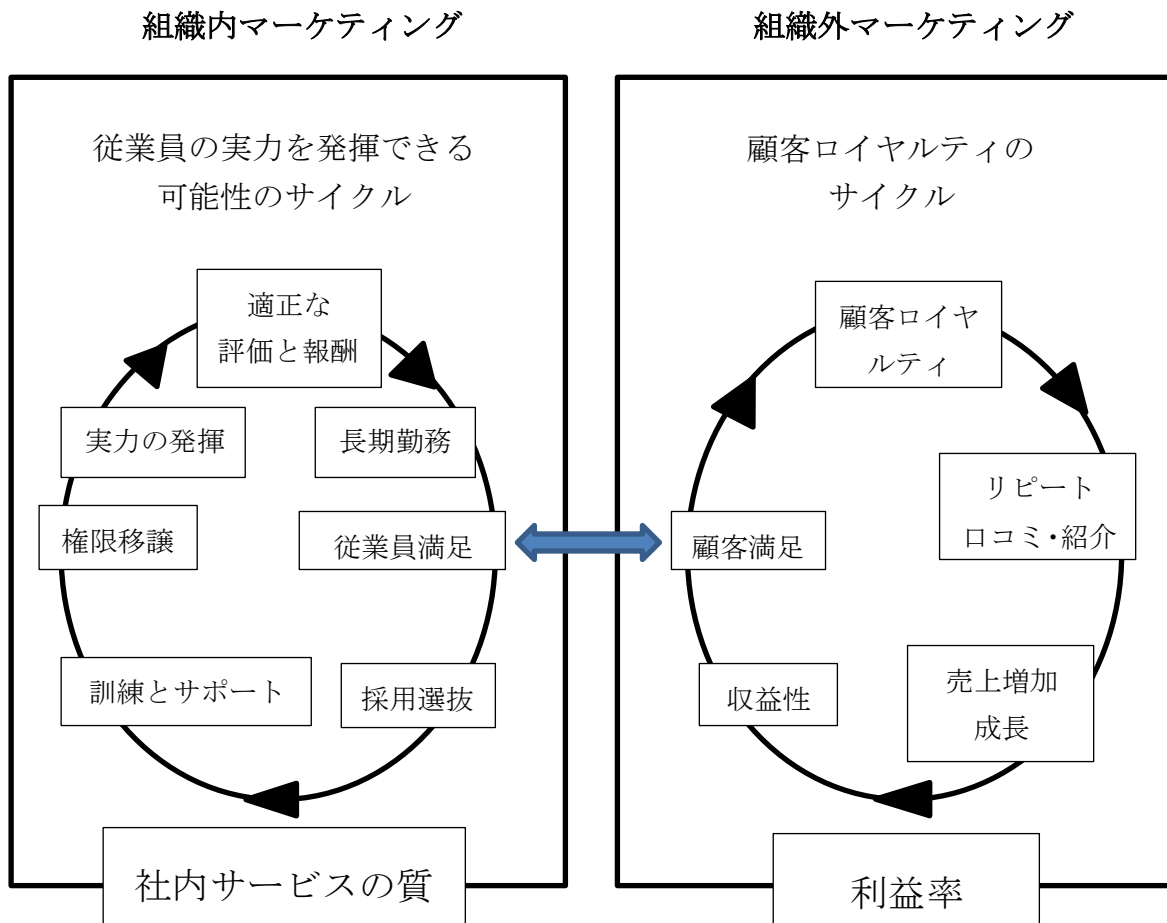 組織内マーケティング
組織外マーケティング
従業員の実力を発揮できる
可能性のサイクル
適正な
評価と報酬
実力の発揮
長期勤務
権限移譲
従業員満足
訓練とサポート
採用選抜
社内サービスの質
顧客ロイヤルティの
サイクル
顧客ロイヤ
ルティ
リピート
口コミ・紹介
顧客満足
収益性
売上増加
成長
利益率